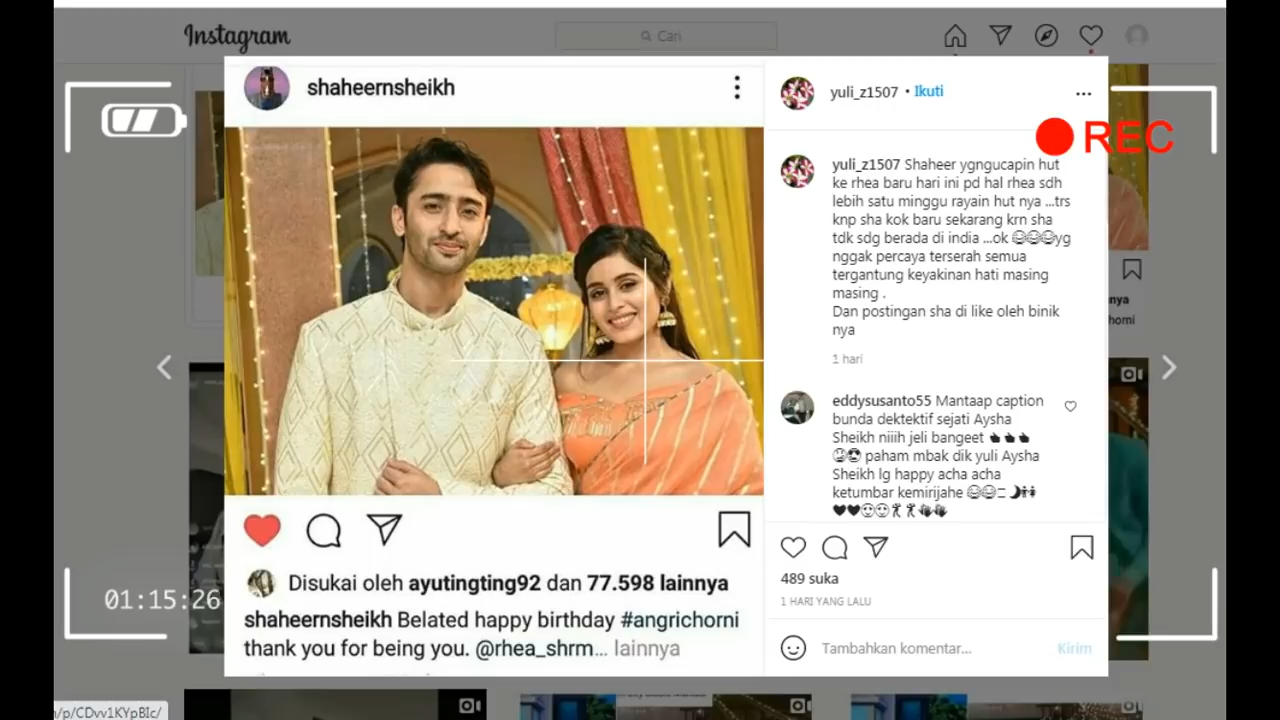 Instagram
Cari
shaheernsheikh
yuli_z1507 • Ikuti
REC
yuli_z1507 Shaheer ygngucapin hut
ke rhea baru hari ini pd hal rhea sdh
lebih satu minggu rayain hut nya ...trs
knp sha kok baru sekarang krn sha
tdk sdg berada di india ...ok 😂😂😂yg
nggak percaya terserah semua
tergantung keyakinan hati masing
masing .
Dan postingan sha di like oleh binik
nya
1 hari
eddysusanto55 Mantaap caption
bunda dektektif sejati Aysha
Sheikh niiih jeli bangeet
paham mbak dik yuli Aysha
Sheikh lg happy acha acha
ketumbar kemirijahe
Disukai oleh ayutingting92 dan 77.598 lainnya
shaheernsheikh Belated happy birthday #angrichorni
thank you for being you. @rhea_shrm... lainnya
489 suka
1 HARI YANG LALU
Tambahkan komentar... Kirim
01:15:26
/p/CDvv1KYpBIc/
nya
horni